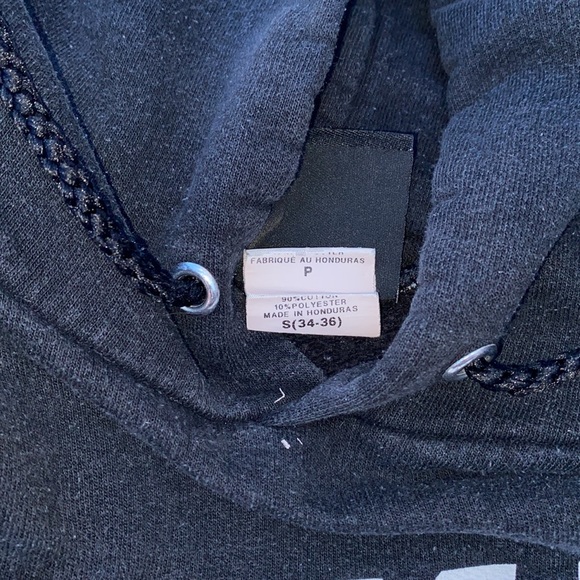 FABRIQUE AU HONDURAS
P
90% COTTON
10% POLYESTER
MADE IN HONDURAS
S(34-36)